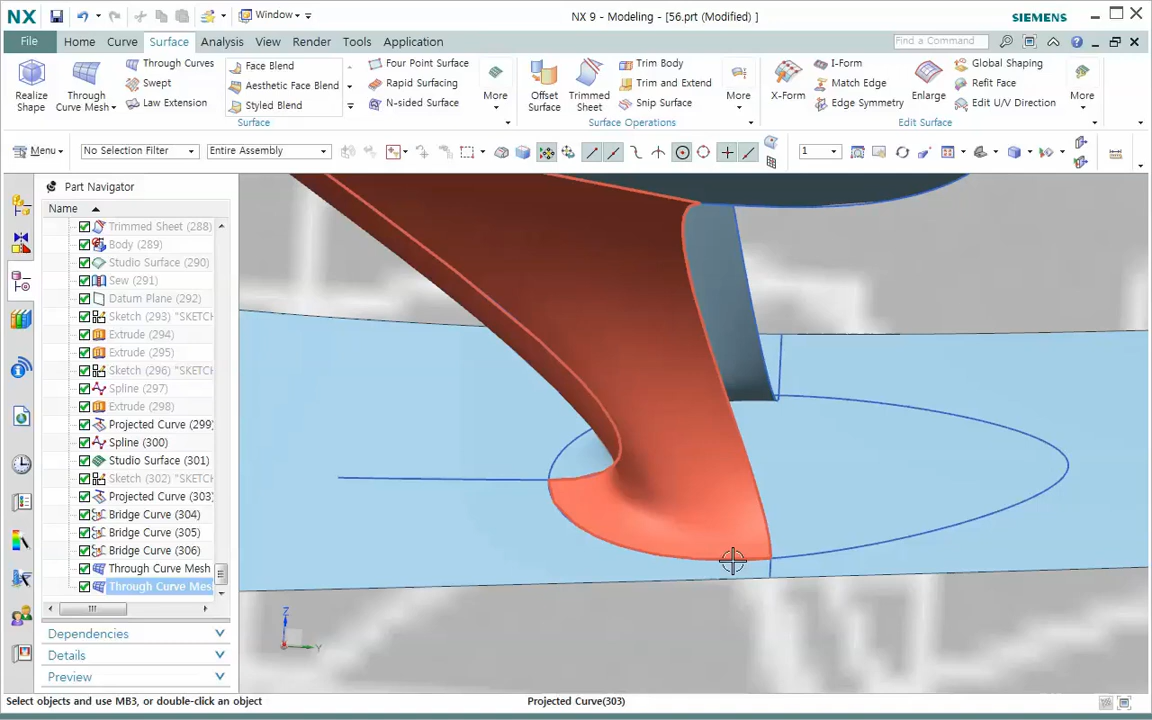 NX
Window
NX 9 - Modeling - [56.prt (Modified) ]
SIEMENS
File
Home
Curve
Surface
Analysis
View
Render
Tools
Application
Find a Command
Realize Shape
Through Curve Mesh
Through Curves
Swept
Law Extension
Face Blend
Aesthetic Face Blend
Styled Blend
Four Point Surface
Rapid Surfacing
N-sided Surface
More
Surface
Offset Surface
Trimmed Sheet
Trim Body
Trim and Extend
Snip Surface
More
Surface Operations
X-Form
I-Form
Match Edge
Edge Symmetry
Enlarge
Global Shaping
Refit Face
Edit U/V Direction
More
Edit Surface
Menu
No Selection Filter
Entire Assembly
1
Part Navigator
Name
Trimmed Sheet (288)
Body (289)
Studio Surface (290)
Sew (291)
Datum Plane (292)
Sketch (293) "SKETCH
Extrude (294)
Extrude (295)
Sketch (296) "SKETCH
Spline (297)
Extrude (298)
Projected Curve (299)
Spline (300)
Studio Surface (301)
Sketch (302) "SKETCH
Projected Curve (303)
Bridge Curve (304)
Bridge Curve (305)
Bridge Curve (306)
Through Curve Mesh
Through Curve Mes
Dependencies
Details
Preview
Z
Y
Select objects and use MB3, or double-click an object
Projected Curve(303)